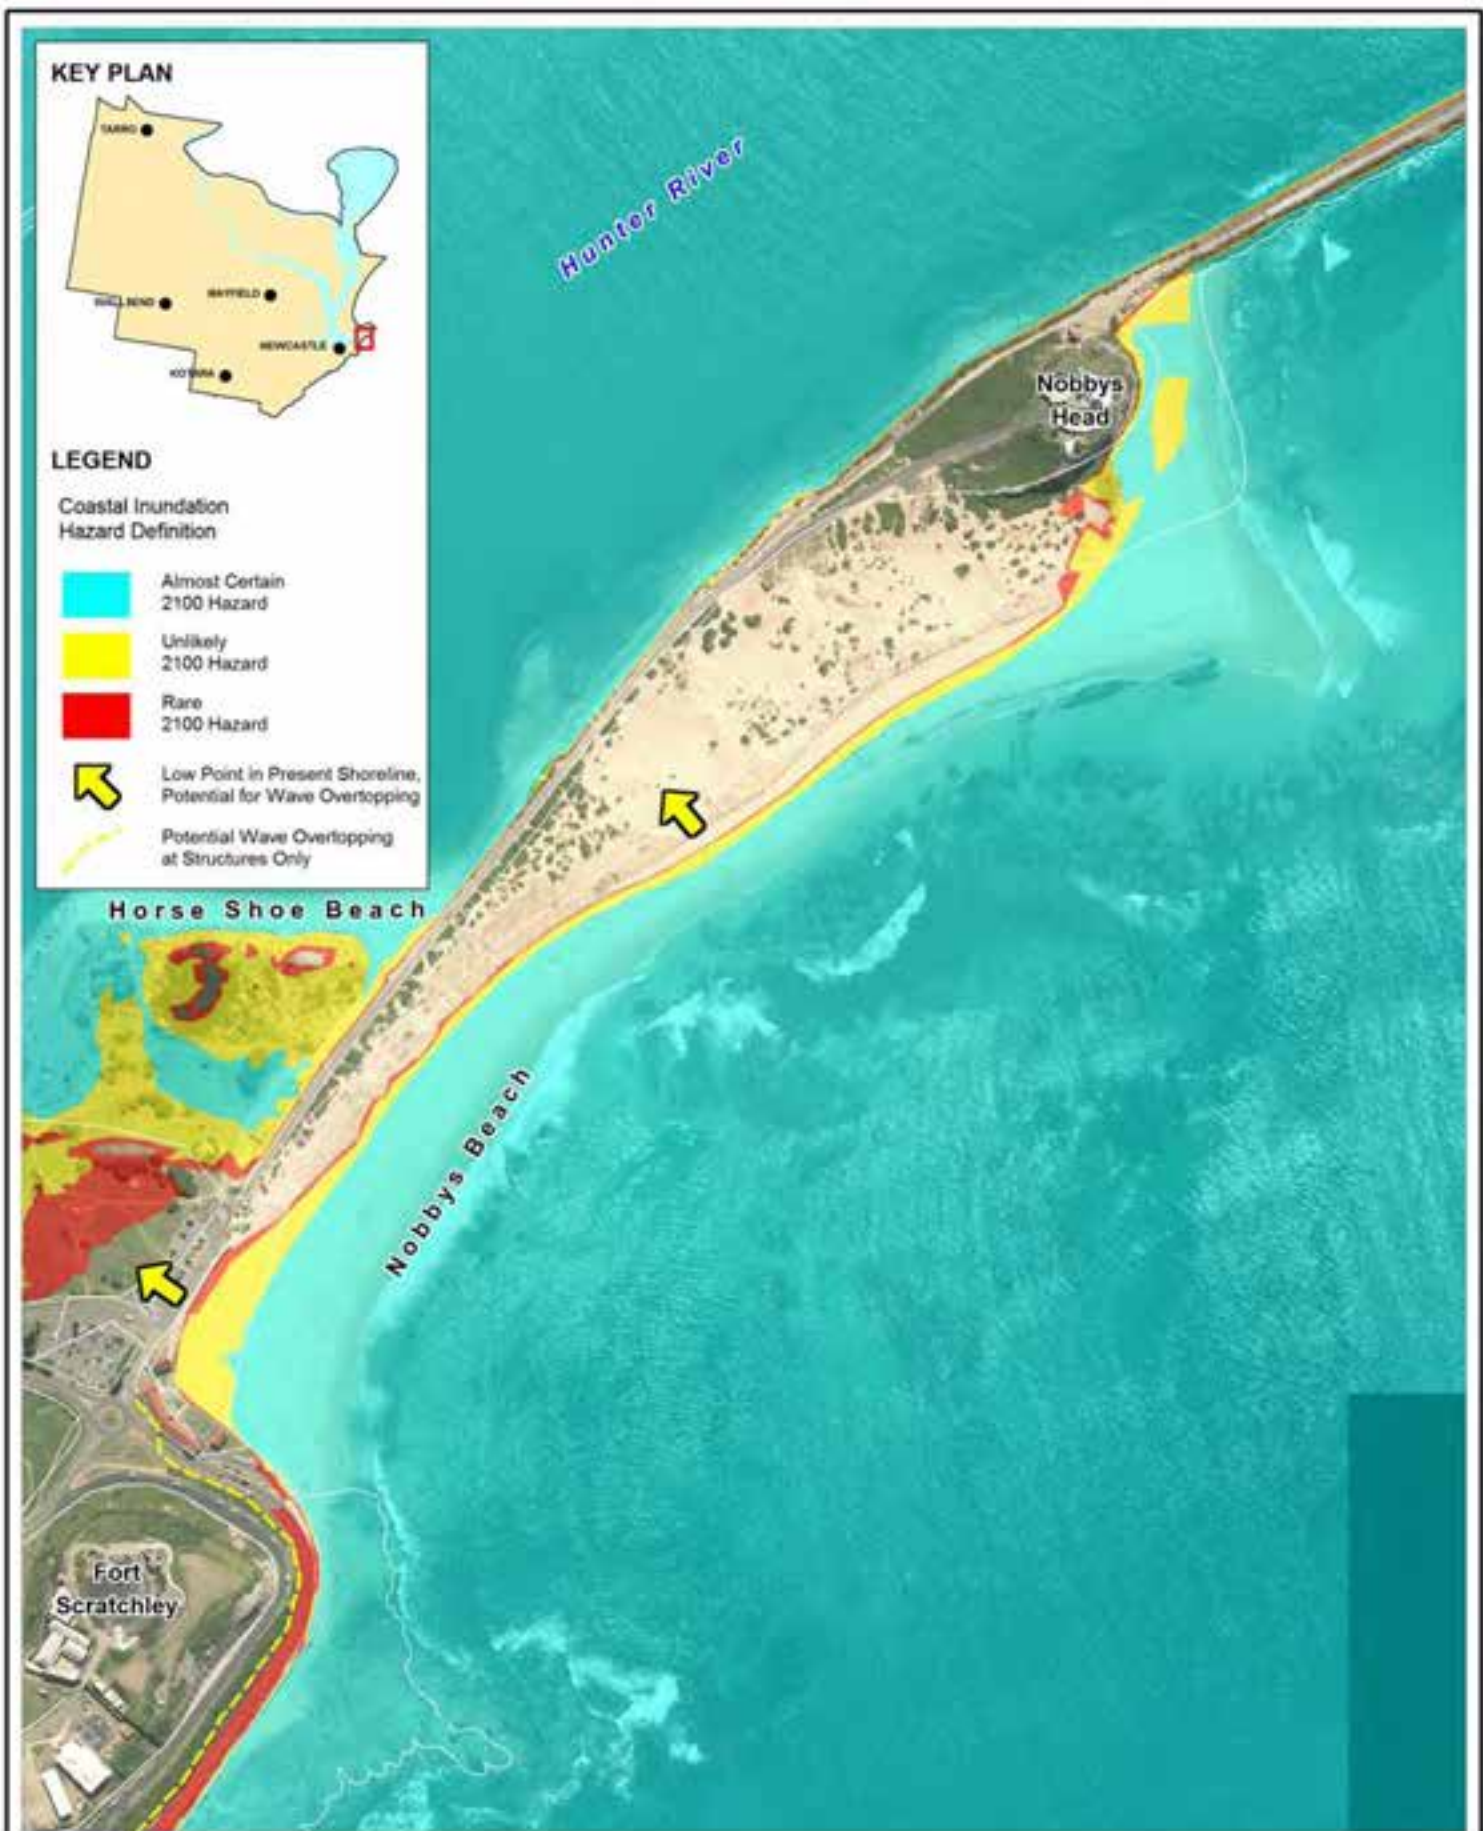 KEY PLAN
TARRO
WALLSEND
MAYFIELD
NEWCASTLE
KOTARA
LEGEND
Coastal Inundation
Hazard Definition
Almost Certain
2100 Hazard
Unlikely
2100 Hazard
Rare
2100 Hazard
Low Point in Present Shoreline,
Potential for Wave Overtopping
Potential Wave Overtopping
at Structures Only
Hunter River
Nobbys
Head
Horse Shoe Beach
Nobbys Beach
Fort
Scratchley